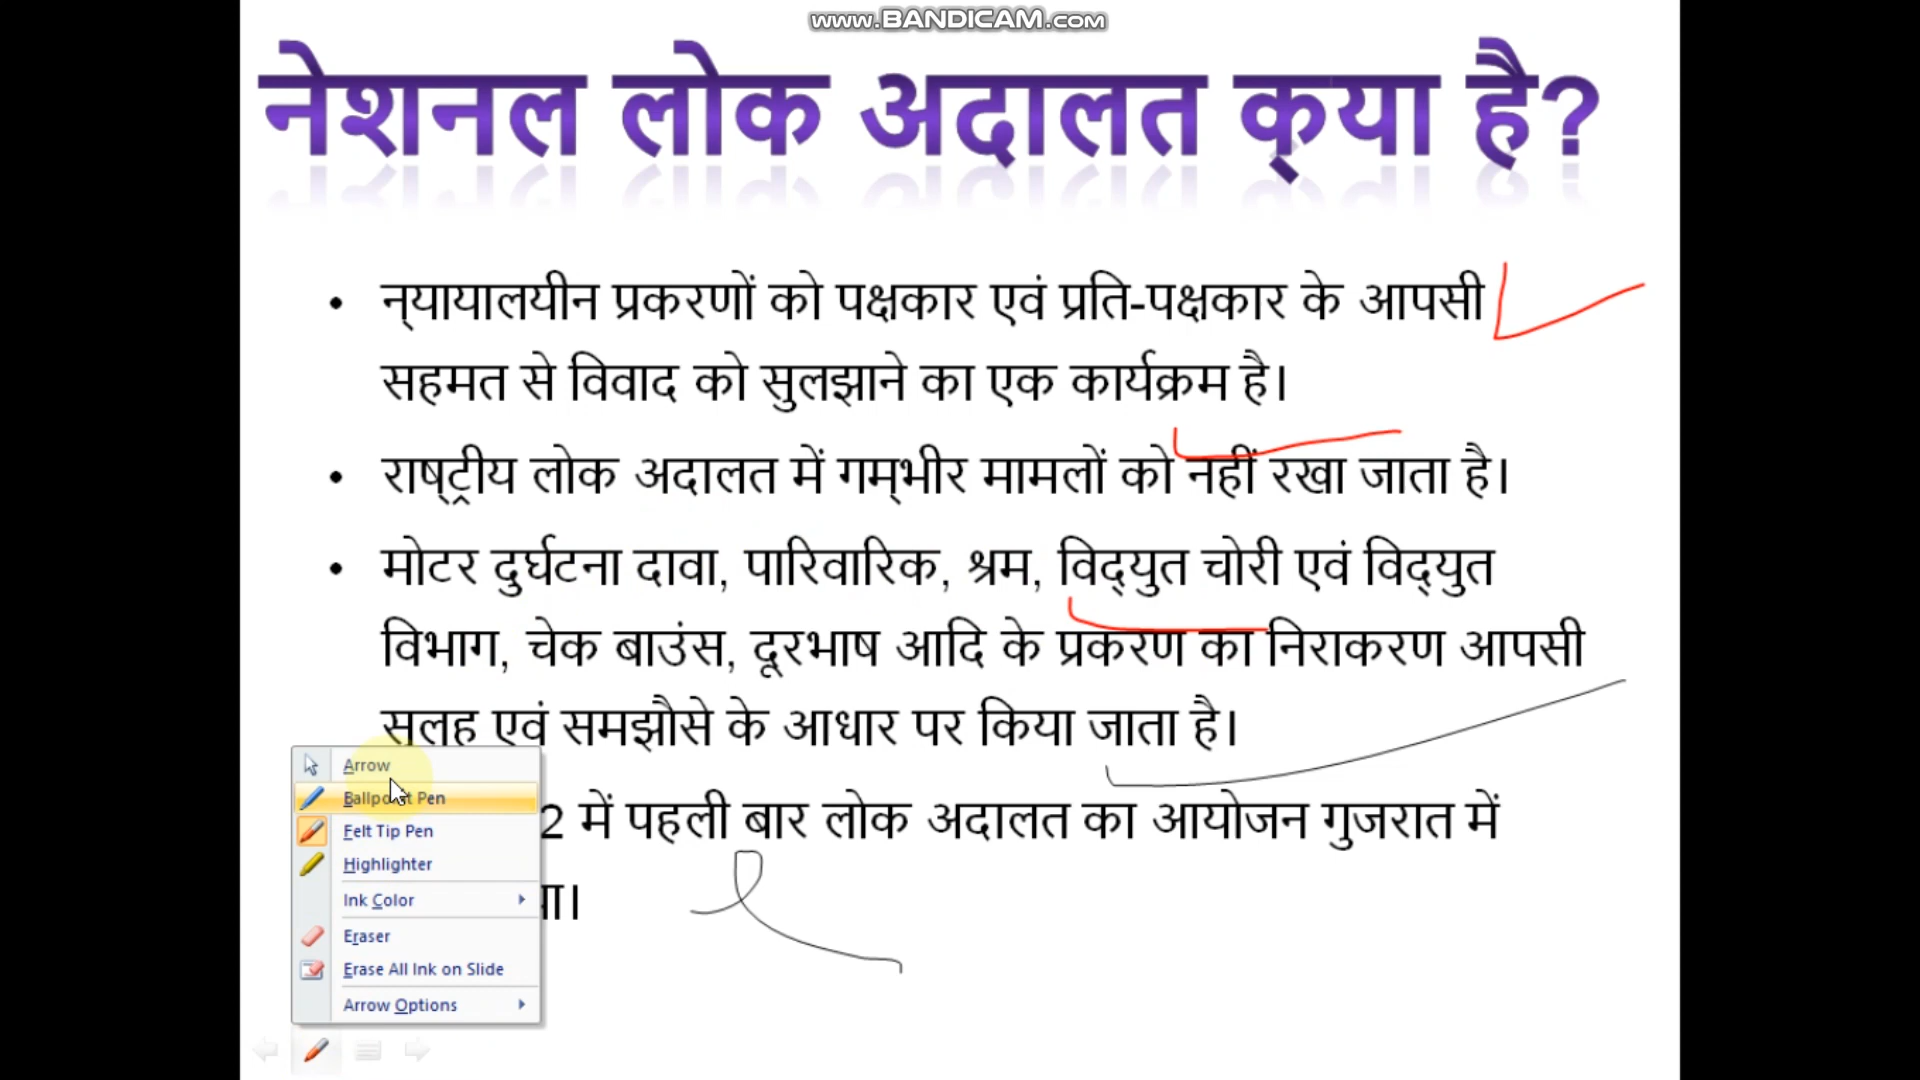 www.BANDICAM.com
नेशनल लोक अदालत क्‌या है?
• न्‌यायालयीन प्रकरणों को पक्षकार एवं प्रति-पक्षकार के आपसी
सहमत से विवाद को सुलझाने का एक कार्यक्रम है।
• राष्‌ट्रीय लोक अदालत में गम्‌भीर मामलों को नहीं रखा जाता है।
• मोटर दुर्घटना दावा, पारिवारिक, श्रम, विद्‌युत चोरी एवं विद्‌युत
विभाग, चेक बाउंस, दूरभाष आदि के प्रकरण का निराकरण आपसी
सलह एवं समझौसे के आधार पर किया जाता है।
2 में पहली बार लोक अदालत का आयोजन गुजरात में
Arrow
Ballpoint Pen
Felt Tip Pen
Highlighter
Ink Color
Eraser
Erase All Ink on Slide
Arrow Options